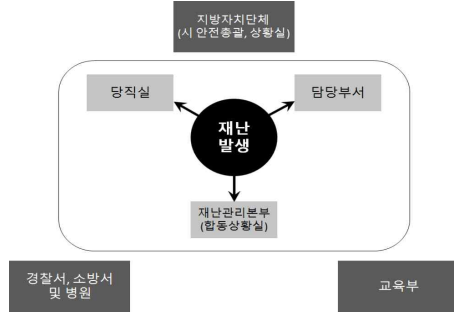 지방자치단체
(시 안전총괄, 상황실)
당직실
담당부서
재난
발생
재난관리본부
(합동상황실)
경찰서, 소방서
및 병원
교육부